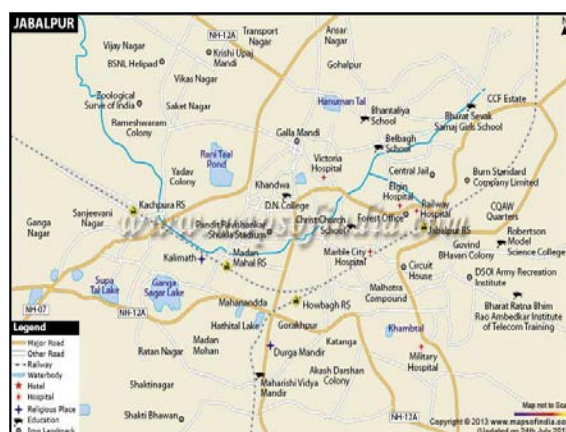 JABALPUR
NH-12A
Transport
Nagar
Ansar
Nagar
N
Vijay Nagar
BSNL Helipad
Krishi Upaj
Mandi
Gohalpur
Vikas Nagar
Zoological
Surve of India
Saket Nagar
Hanuman Tal
CCF Estate
Rameshwaram
Colony
Bhantaliya
School
Bharat Sevak
Samaj Girls School
Galla Mandi
Belbagh
School
Rani Taal
Pond
Victoria
Hospital
Central Jail
Yadav
Colony
Khandwa
Elgin
Hospital
Burn Standard
Company Limited
D.N. College
Railway
Hospital
Kachpura RS
Sanjeevani
Nagar
Christ Church
School
Forest Office
CQAW
Quarters
www.mapsofindia.com
Ganga
Nagar
Pandit Ravishankar
Shukla Stadium
Jabalpur RS
Robertson
Model
Science College
Madan
Mahal RS
Marble City
Hospital
Govind
BHavan Colony
Kalimath
Circuit
House
DSOI Army Recreation
Institute
Supa
Tal Lake
Ganga
Sagar Lake
Mahanandda
Howbagh RS
Malhotra
Compound
Bharat Ratna Bhim
Rao Ambedkar Institute
of Telecom Training
NH-07
NH-12A
Hathital Lake
Gorakhpur
Khambtal
Legend
Major Road
Other Road
Railway
Waterbody
Hotel
Hospital
Religious Place
Education
Madan
Mohan
Ratan Nagar
Durga Mandir
Katanga
Military
Hospital
Akash Darshan
Colony
Shaktinagar
Maharishi Vidya
Mandir
Shakti Bhawan
NH-12A
Map not to Sca
Copyright © 2013 www.mapsofindia.com